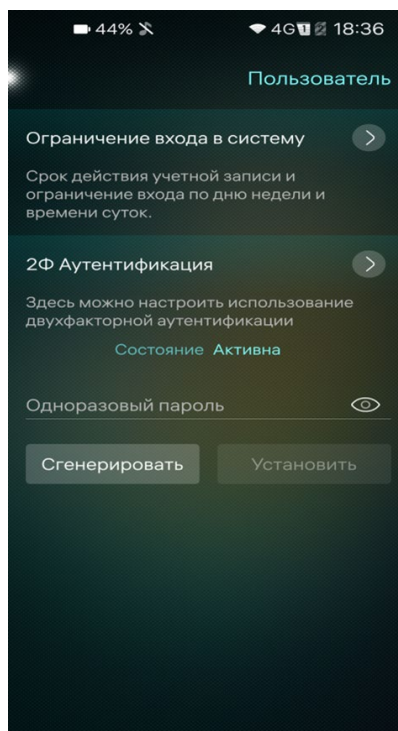 44% 4G 1 18:36
Пользователь
Ограничение входа в систему
Срок действия учетной записи и
ограничение входа по дню недели и
времени суток.
2Ф Аутентификация
Здесь можно настроить использование
двухфакторной аутентификации
Состояние Активна
Одноразовый пароль
Сгенерировать Установить